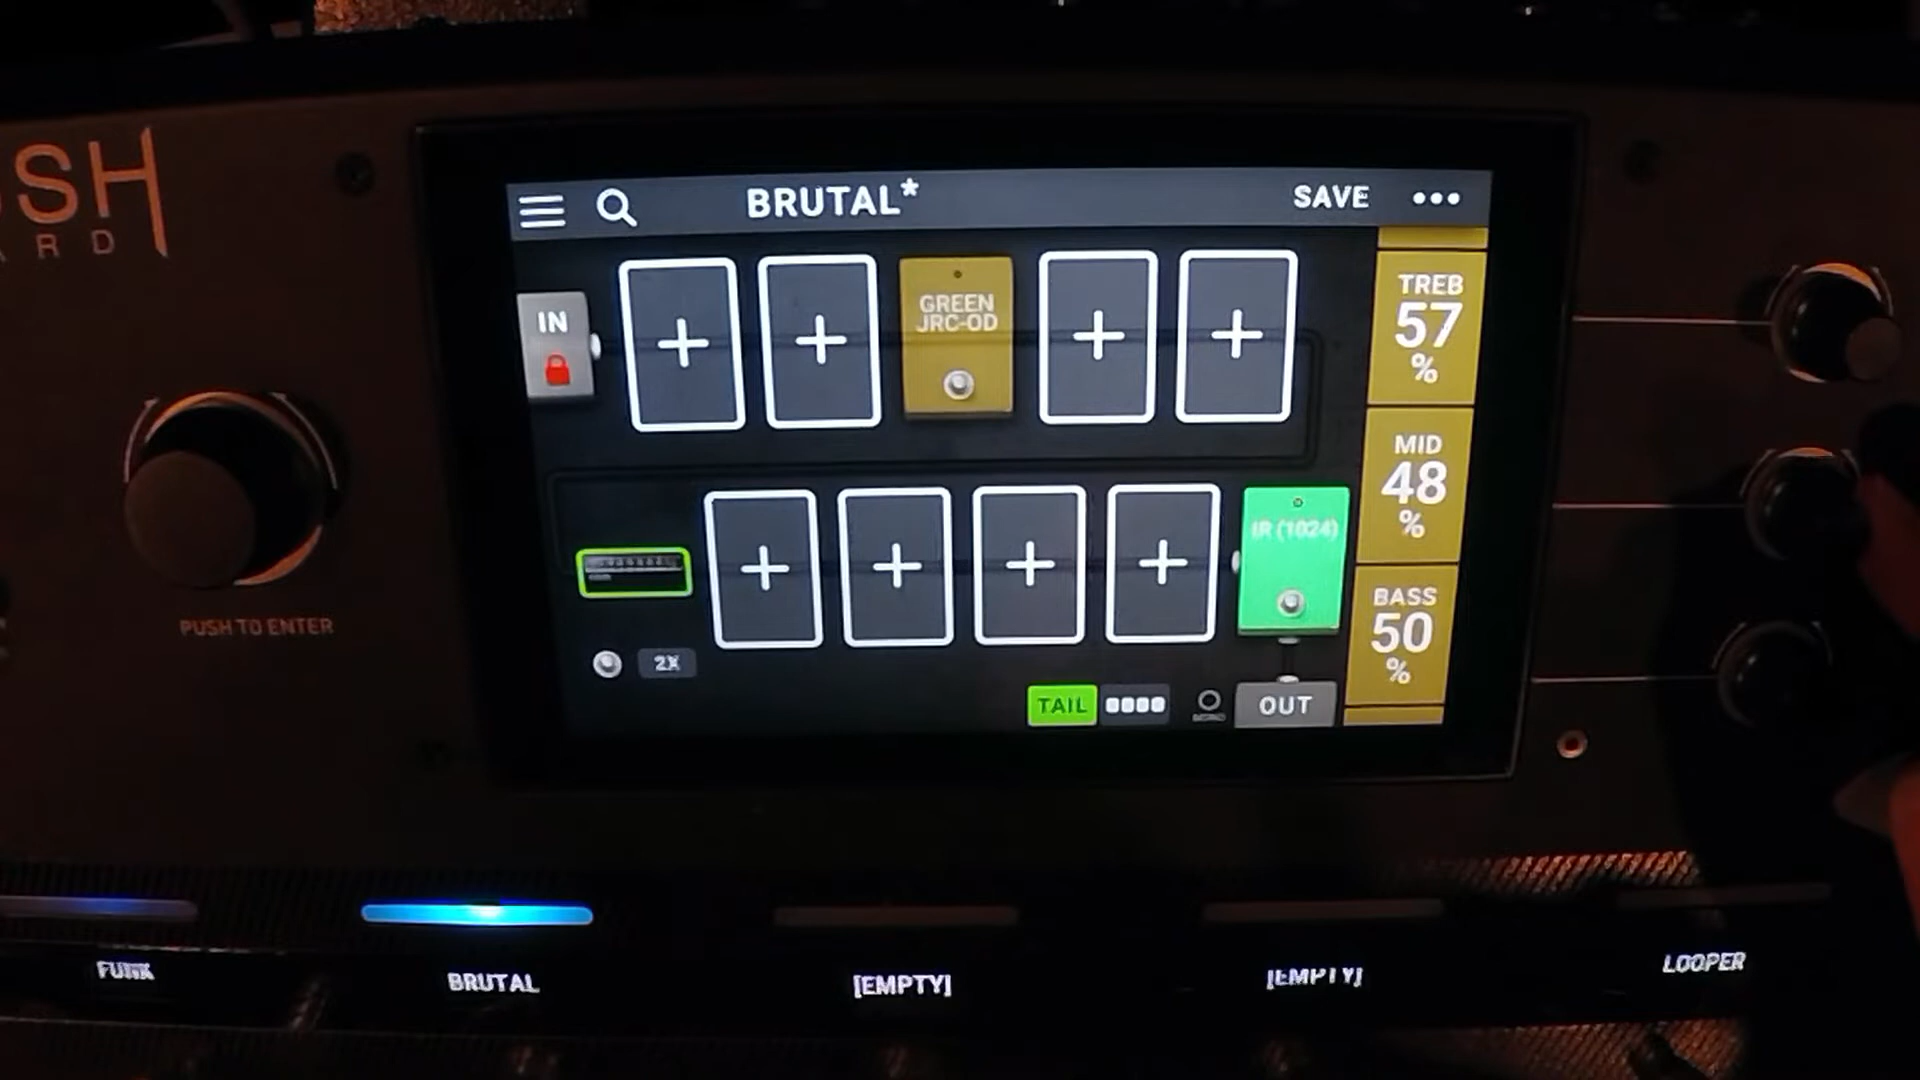 BRUTAL*
SAVE
SH
ARD
IN
GREEN
JRC-OD
TREB
57
%
MID
48
%
IR (1024)
BASS
50
%
2X
TAIL
OUT
PUSH TO ENTER
FUNK
BRUTAL
[EMPTY]
[EMPTY]
LOOPER